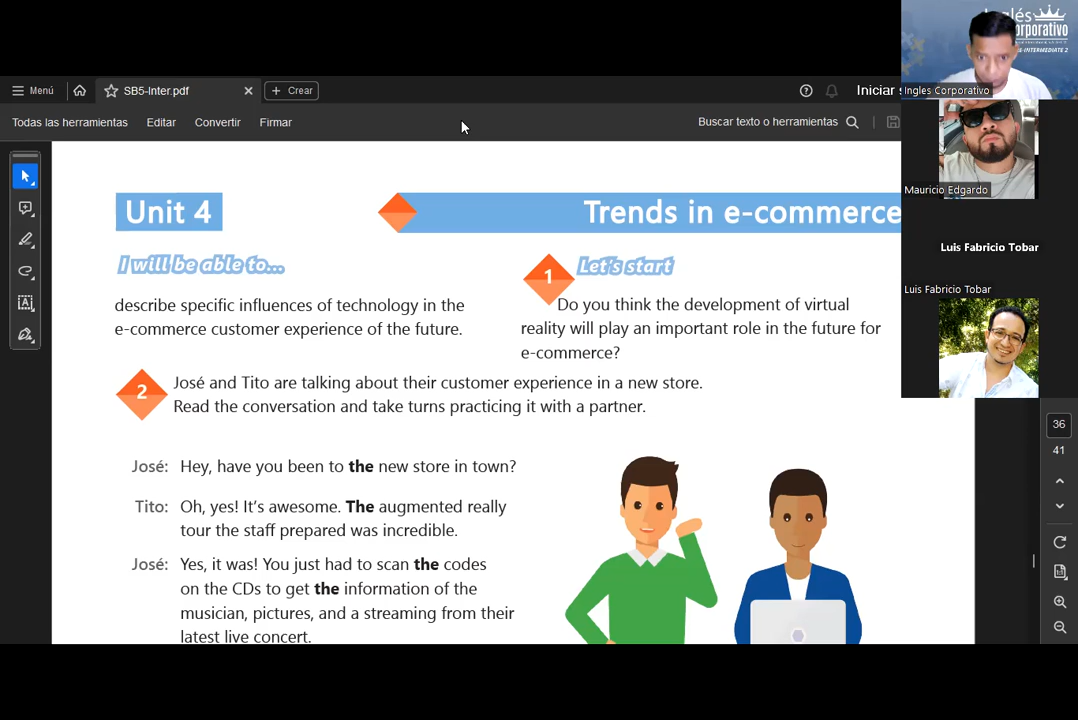 Menú
SB5-Inter.pdf
Crear
Iniciar
Todas las herramientas
Editar
Convertir
Firmar
Buscar texto o herramientas
Unit 4
Trends in e-commerce
I will be able to...
describe specific influences of technology in the
e-commerce customer experience of the future.
1
Let's start
Do you think the development of virtual
reality will play an important role in the future for
e-commerce?
2
José and Tito are talking about their customer experience in a new store.
Read the conversation and take turns practicing it with a partner.
José: Hey, have you been to the new store in town?
Tito: Oh, yes! It's awesome. The augmented really
tour the staff prepared was incredible.
José: Yes, it was! You just had to scan the codes
on the CDs to get the information of the
musician, pictures, and a streaming from their
latest live concert.
Ingles Corporativo
Mauricio Edgardo
Luis Fabricio Tobar
Luis Fabricio Tobar
36
41